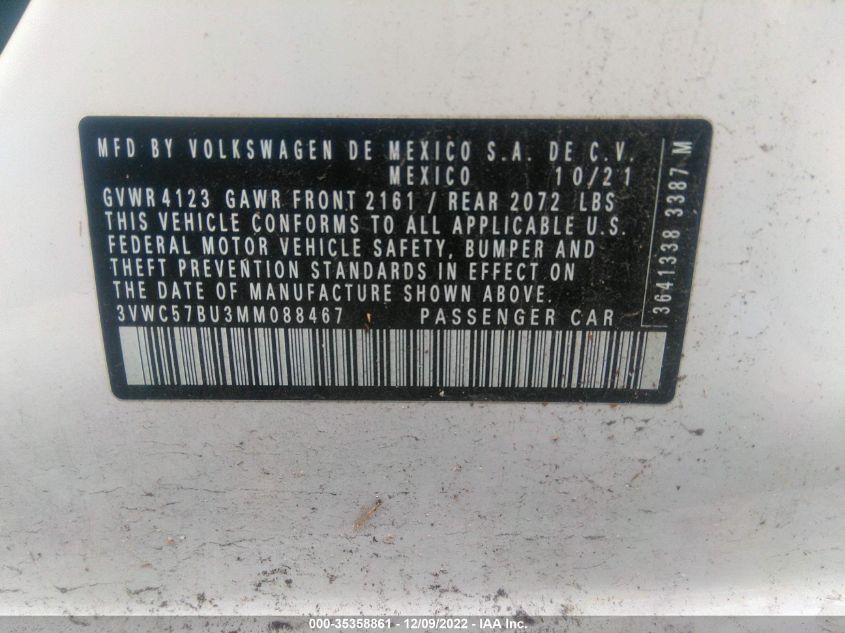 MFD BY VOLKSWAGEN DE MEXICO S.A. DE C.V.
MEXICO 10/21
GVWR 4123 GAWR FRONT 2161 / REAR 2072 LBS
THIS VEHICLE CONFORMS TO ALL APPLICABLE U.S.
FEDERAL MOTOR VEHICLE SAFETY, BUMPER AND
THEFT PREVENTION STANDARDS IN EFFECT ON
THE DATE OF MANUFACTURE SHOWN ABOVE.
3VWC57BU3MM088467 PASSENGER CAR
3641338 3387 M
000-35358861 - 12/09/2022 - IAA Inc.